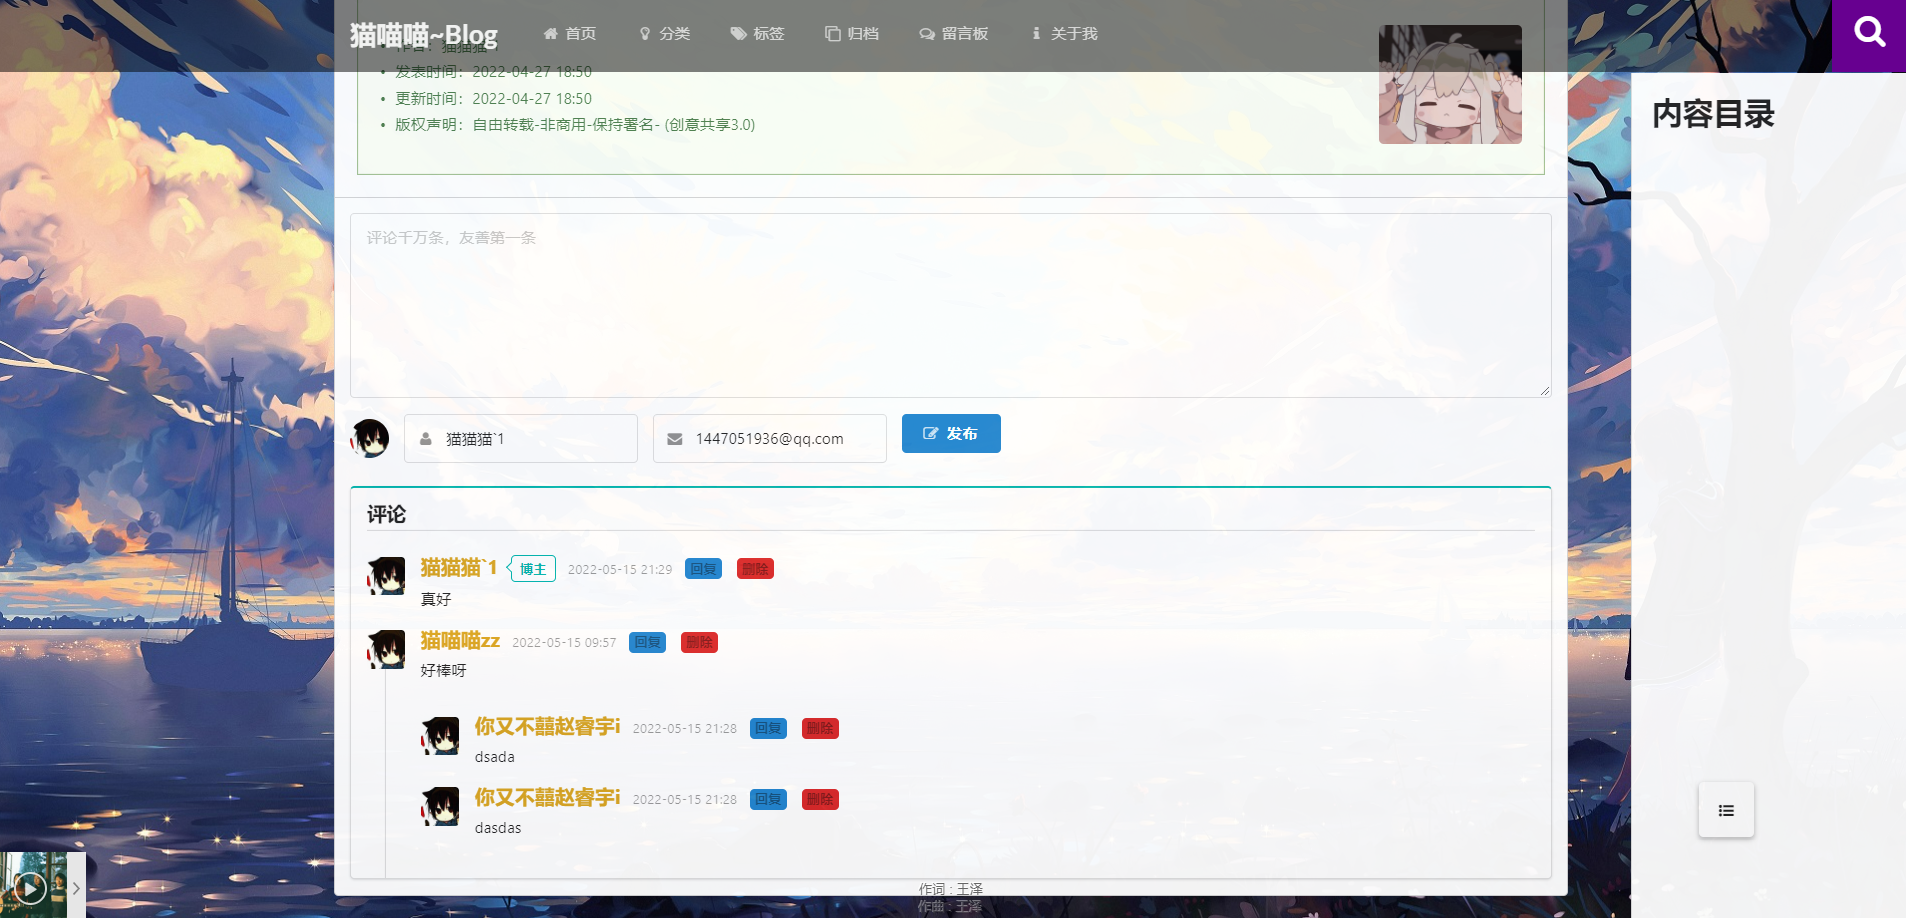 猫喵喵~Blog
首页
分类
标签
归档
留言板
关于我
作者：猫猫猫`1
发表时间：2022-04-27 18:50
更新时间：2022-04-27 18:50
版权声明：自由转载-非商用-保持署名- (创意共享3.0)
内容目录
评论千万条，友善第一条
猫猫猫`1
1447051936@qq.com
发布
评论
猫猫猫`1 博主 2022-05-15 21:29 回复 删除
真好
猫喵喵zz 2022-05-15 09:57 回复 删除
好棒呀
你又不囍赵睿宇i 2022-05-15 21:28 回复 删除
dsada
你又不囍赵睿宇i 2022-05-15 21:28 回复 删除
dasdas
作词 : 王泽
作曲 : 王泽